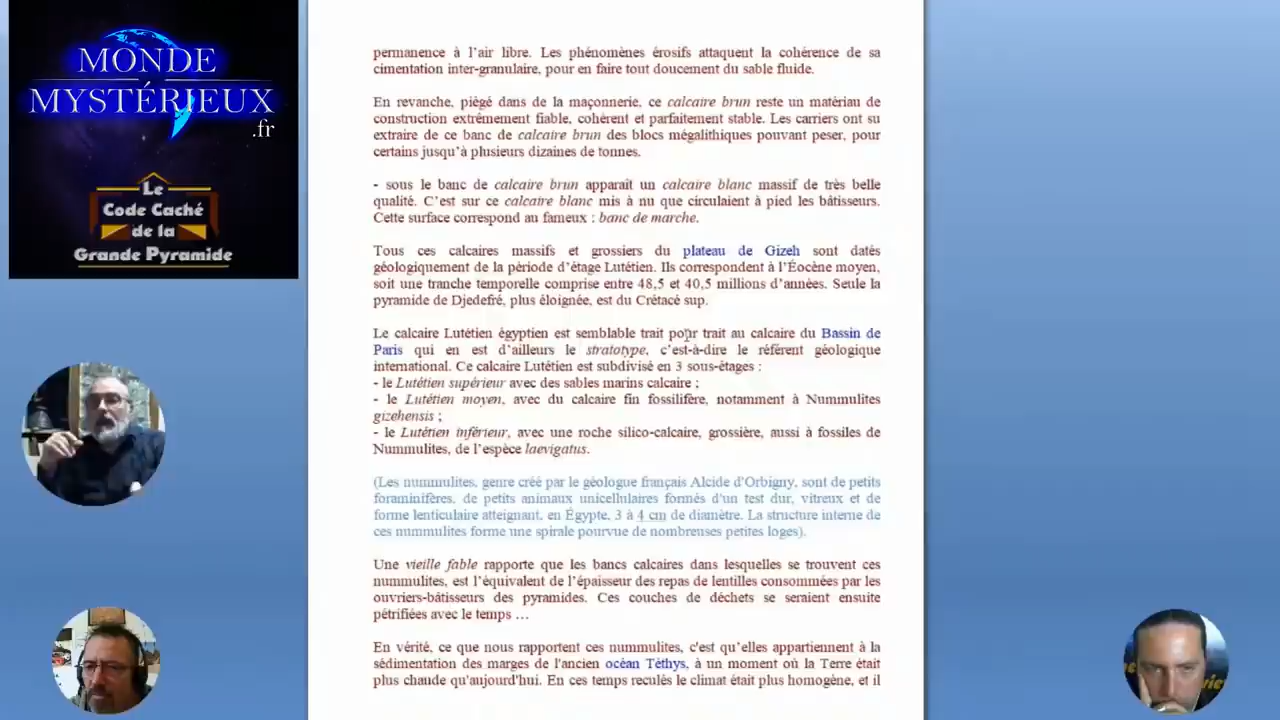 MONDE
MYSTÉRIEUX
.fr
Le
Code Caché
de la
Grande Pyramide
permanence à l’air libre. Les phénomènes érosifs attaquent la cohérence de sa
cimentation inter-granulaire, pour en faire tout doucement du sable fluide.
En revanche, piégé dans de la maçonnerie, ce calcaire brun reste un matériau de
construction extrêmement fiable, cohérent et parfaitement stable. Les carriers ont su
extraire de ce banc de calcaire brun des blocs mégalithiques pouvant peser, pour
certains jusqu’à plusieurs dizaines de tonnes.
- sous le banc de calcaire brun apparaît un calcaire blanc massif de très belle
qualité. C’est sur ce calcaire blanc mis à nu que circulaient à pied les bâtisseurs.
Cette surface correspond au fameux : banc de marche.
Tous ces calcaires massifs et grossiers du plateau de Gizeh sont datés
géologiquement de la période d’étage Lutétien. Ils correspondent à l’Éocène moyen,
soit une tranche temporelle comprise entre 48,5 et 40,5 millions d’années. Seule la
pyramide de Djedefrê, plus éloignée, est du Crétacé sup.
Le calcaire Lutétien égyptien est semblable trait pour trait au calcaire du Bassin de
Paris qui en est d’ailleurs le stratotype, c’est-à-dire le référent géologique
international. Ce calcaire Lutétien est subdivisé en 3 sous-étages :
- le Lutétien supérieur avec des sables marins calcaire ;
- le Lutétien moyen, avec du calcaire fin fossilifère, notamment à Nummulites
gizehensis ;
- le Lutétien inférieur, avec une roche silico-calcaire, grossière, aussi à fossiles de
Nummulites, de l’espèce laevigatus.
(Les nummulites, genre créé par le géologue français Alcide d'Orbigny, sont de petits
foraminifères, de petits animaux unicellulaires formés d'un test dur, vitreux et de
forme lenticulaire atteignant, en Égypte, 3 à 4 cm de diamètre. La structure interne de
ces nummulites forme une spirale pourvue de nombreuses petites loges).
Une vieille fable rapporte que les bancs calcaires dans lesquelles se trouvent ces
nummulites, est l’équivalent de l’épaisseur des repas de lentilles consommées par les
ouvriers-bâtisseurs des pyramides. Ces couches de déchets se seraient ensuite
pétrifiées avec le temps …
En vérité, ce que nous rapportent ces nummulites, c'est qu’elles appartiennent à la
sédimentation des marges de l'ancien océan Téthys, à un moment où la Terre était
plus chaude qu'aujourd'hui. En ces temps reculés le climat était plus homogène, et il